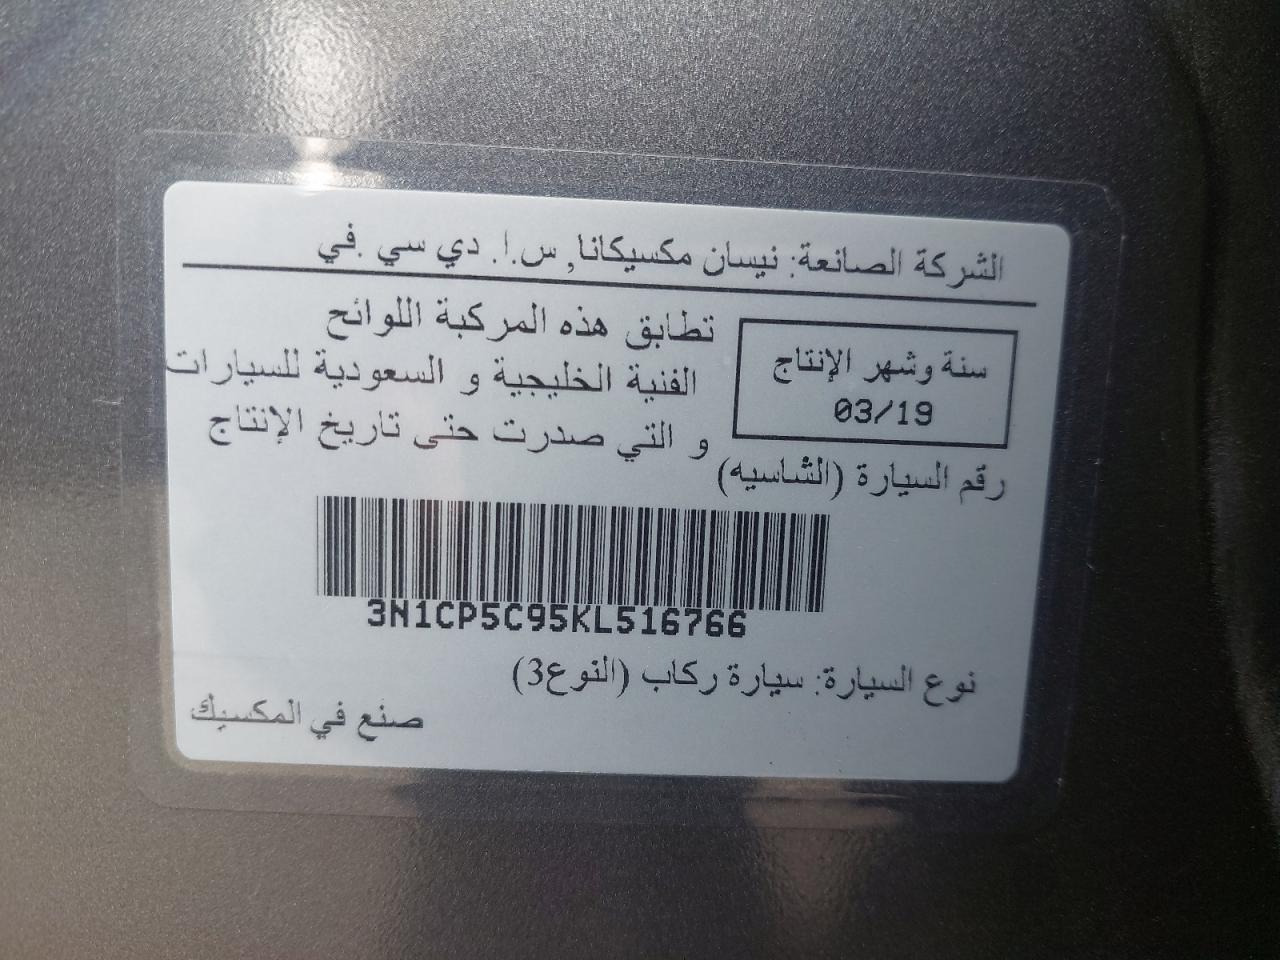 الشركة الصانعة: نيسان مكسيكانا, س.ا. دي سي .في
سنة وشهر الإنتاج
03/19
تطابق هذه المركبة اللوائح
الفنية الخليجية و السعودية للسيارات
و التي صدرت حتى تاريخ الإنتاج
رقم السيارة (الشاسيه)
3N1CP5C95KL516766
نوع السيارة: سيارة ركاب (النوع3)
صنع في المكسيك